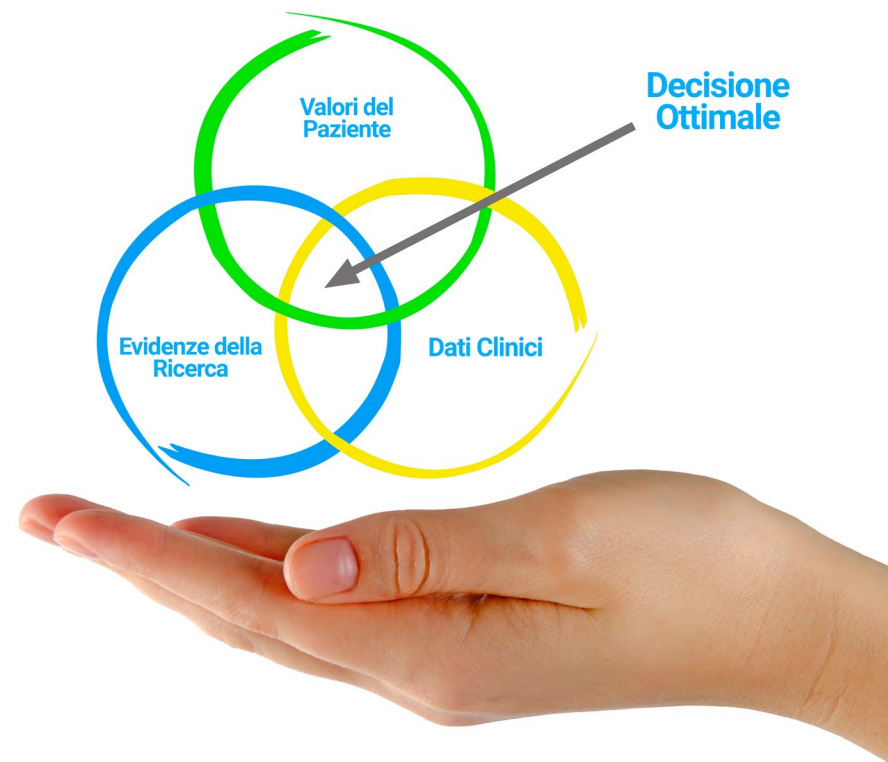 Valori del
Paziente
Decisione
Ottimale
Evidenze della
Ricerca
Dati Clinici